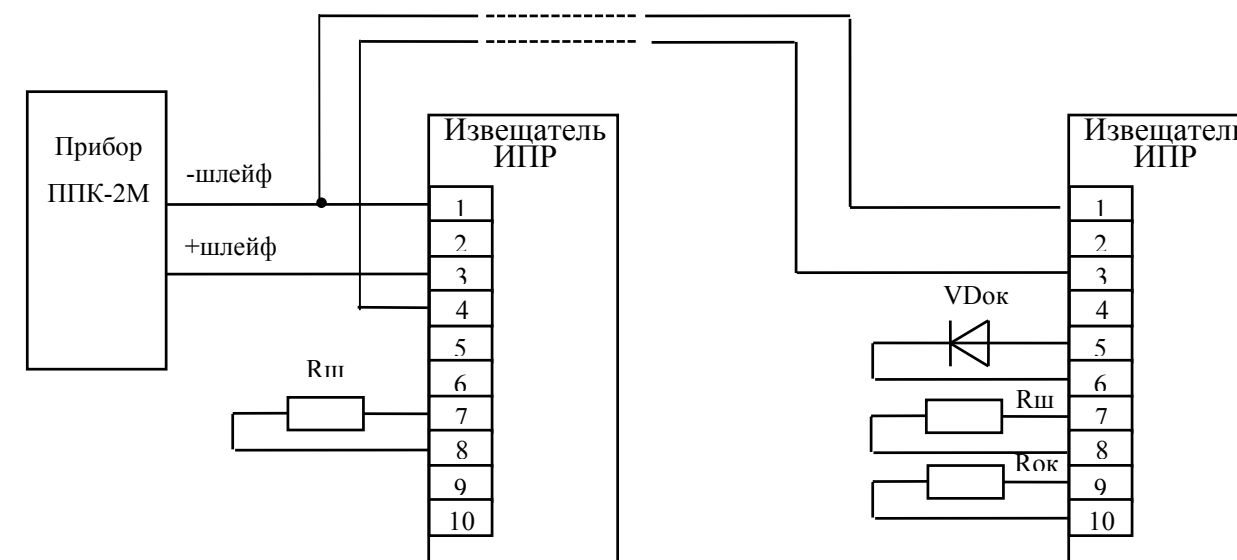 Прибор
ППК-2М
-шлейф
+шлейф
Извещатель
ИПР
1
2
3
4
5
6
7
8
9
10
Rш
Извещатель
ИПР
1
2
3
4
5
6
7
8
9
10
VDок
Rш
Rок